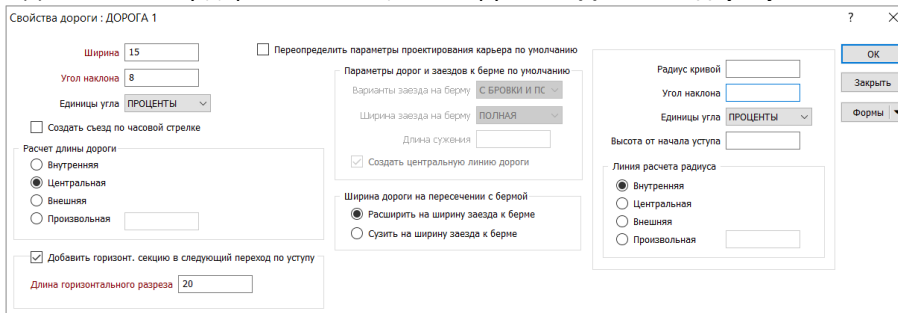 Свойства дороги : ДОРОГА 1
?
Ширина 15
Угол наклона 8
Единицы угла ПРОЦЕНТЫ
Создать съезд по часовой стрелке
Расчет длины дороги
Внутренняя
Центральная
Внешняя
Произвольная
Добавить горизонт. секцию в следующий переход по уступу
Длина горизонтального разреза 20
Переопределить параметры проектирования карьера по умолчанию
Параметры дорог и заездов к берме по умолчанию
Варианты заезда на берму С БРОВКИ И ПС
Ширина заезда на берму ПОЛНАЯ
Длина сужения
Создать центральную линию дороги
Ширина дороги на пересечении с бермой
Расширить на ширину заезда к берме
Сузить на ширину заезда к берме
Радиус кривой
Угол наклона
Единицы угла ПРОЦЕНТЫ
Высота от начала уступа
Линия расчета радиуса
Внутренняя
Центральная
Внешняя
Произвольная
ОК
Закрыть
Формы